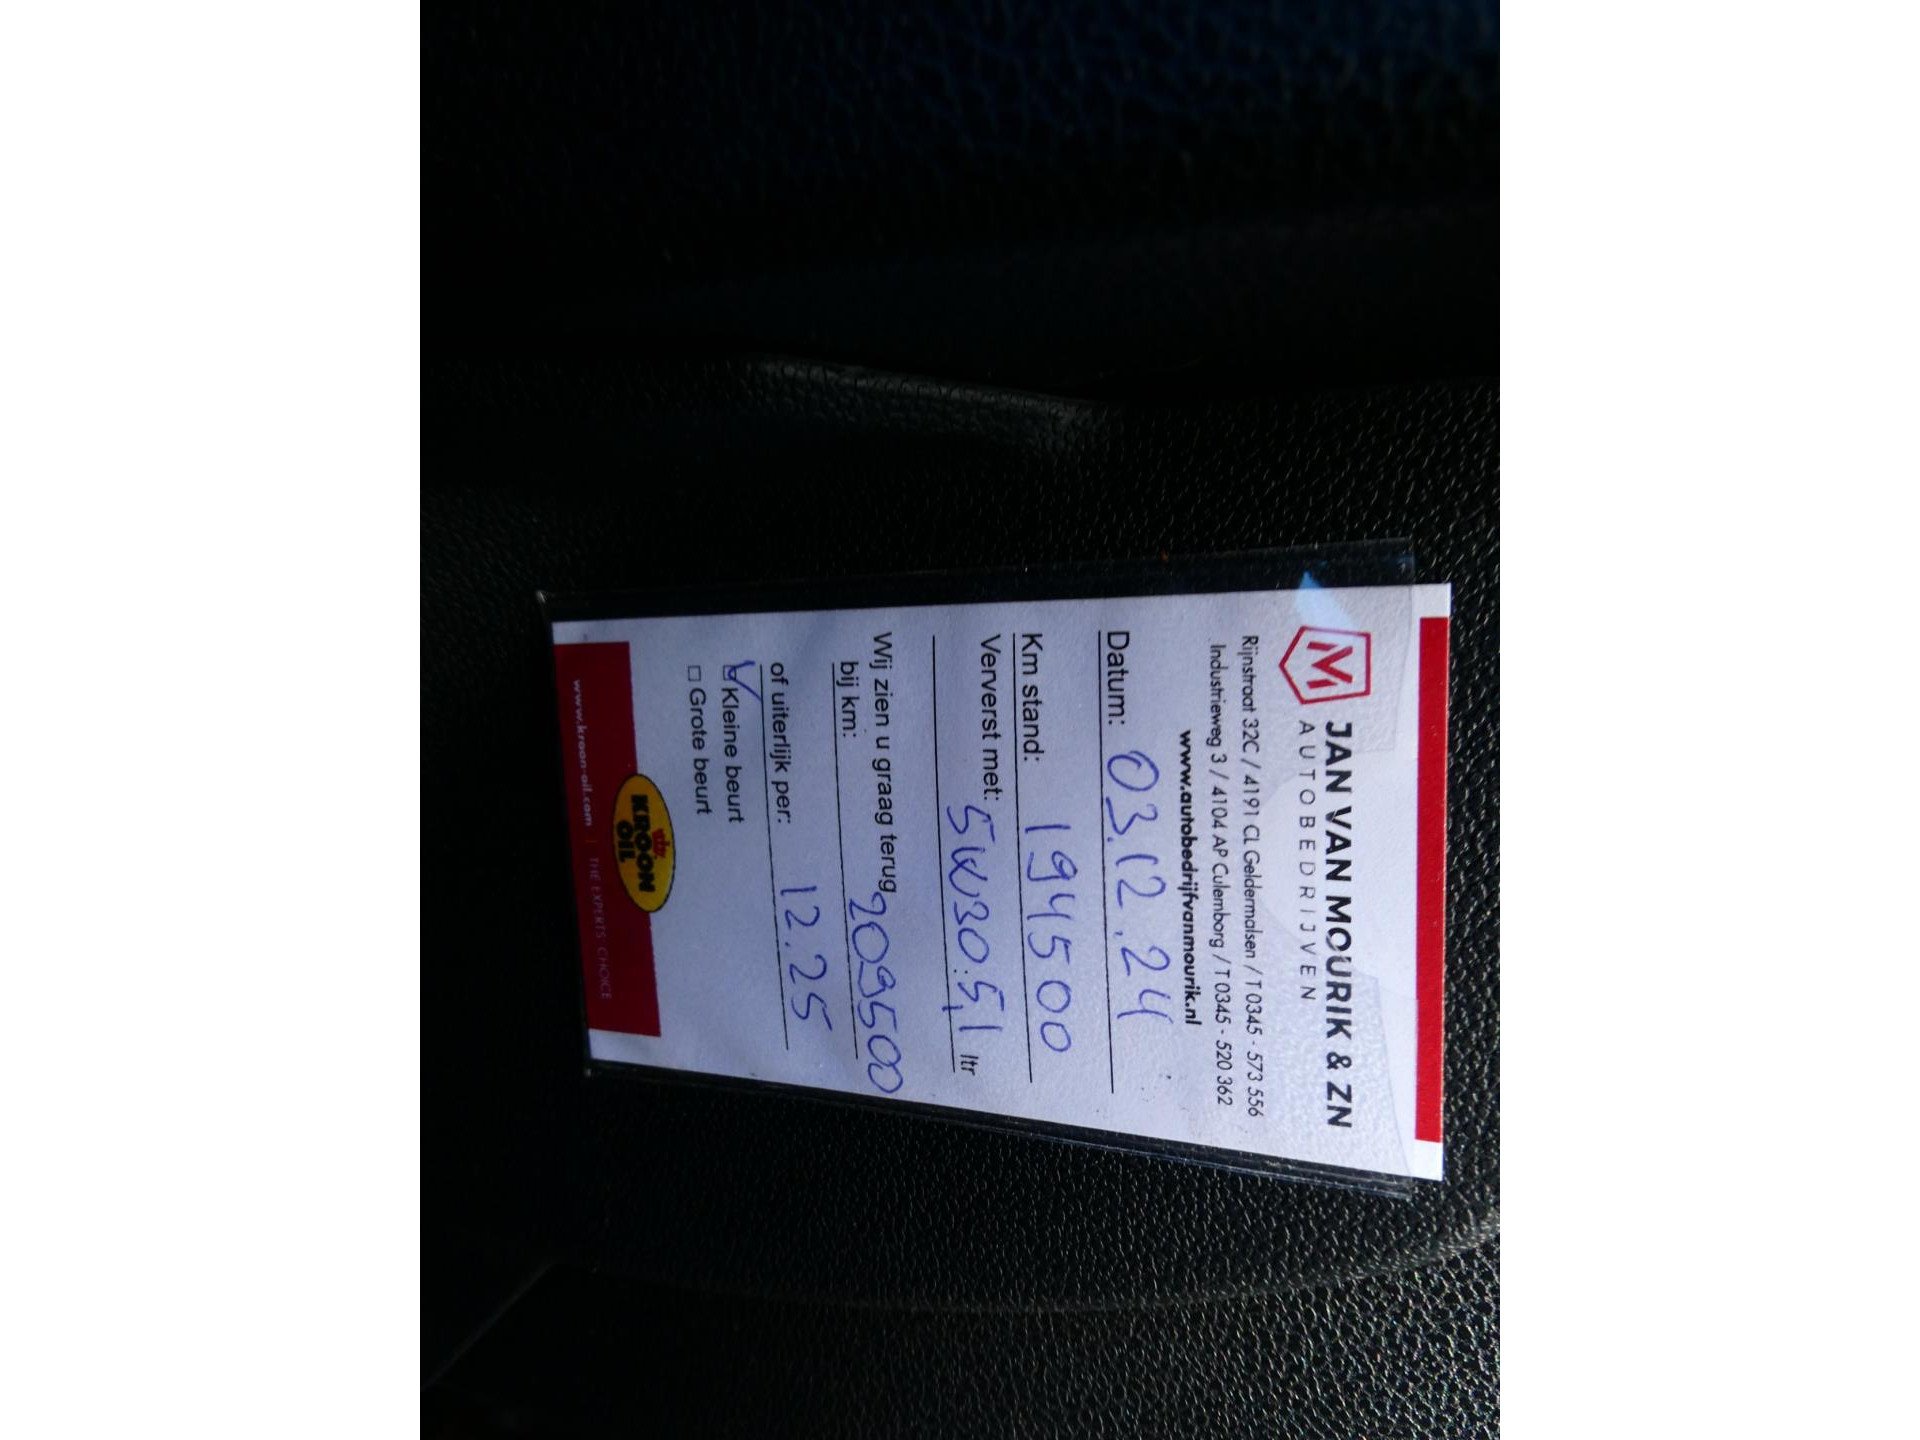 JAN VAN MOURIK & ZN
AUTOBEDRIJVEN
Rijnstraat 32C / 4191 CL Geldermalsen / T 0345 - 573 556
Industrieweg 3 / 4104 AP Culemborg / T 0345 - 520 362
www.autobedrijfvanmourik.nl
Datum: 03.12.24
Km stand: 194500
Ververst met: 5W30:5,1 ltr
Wij zien u graag terug
bij km: 209500
of uiterlijk per: 12.25
Kleine beurt
Grote beurt
KROON
OIL
www.kroon-oil.com | THE EXPERTS' CHOICE